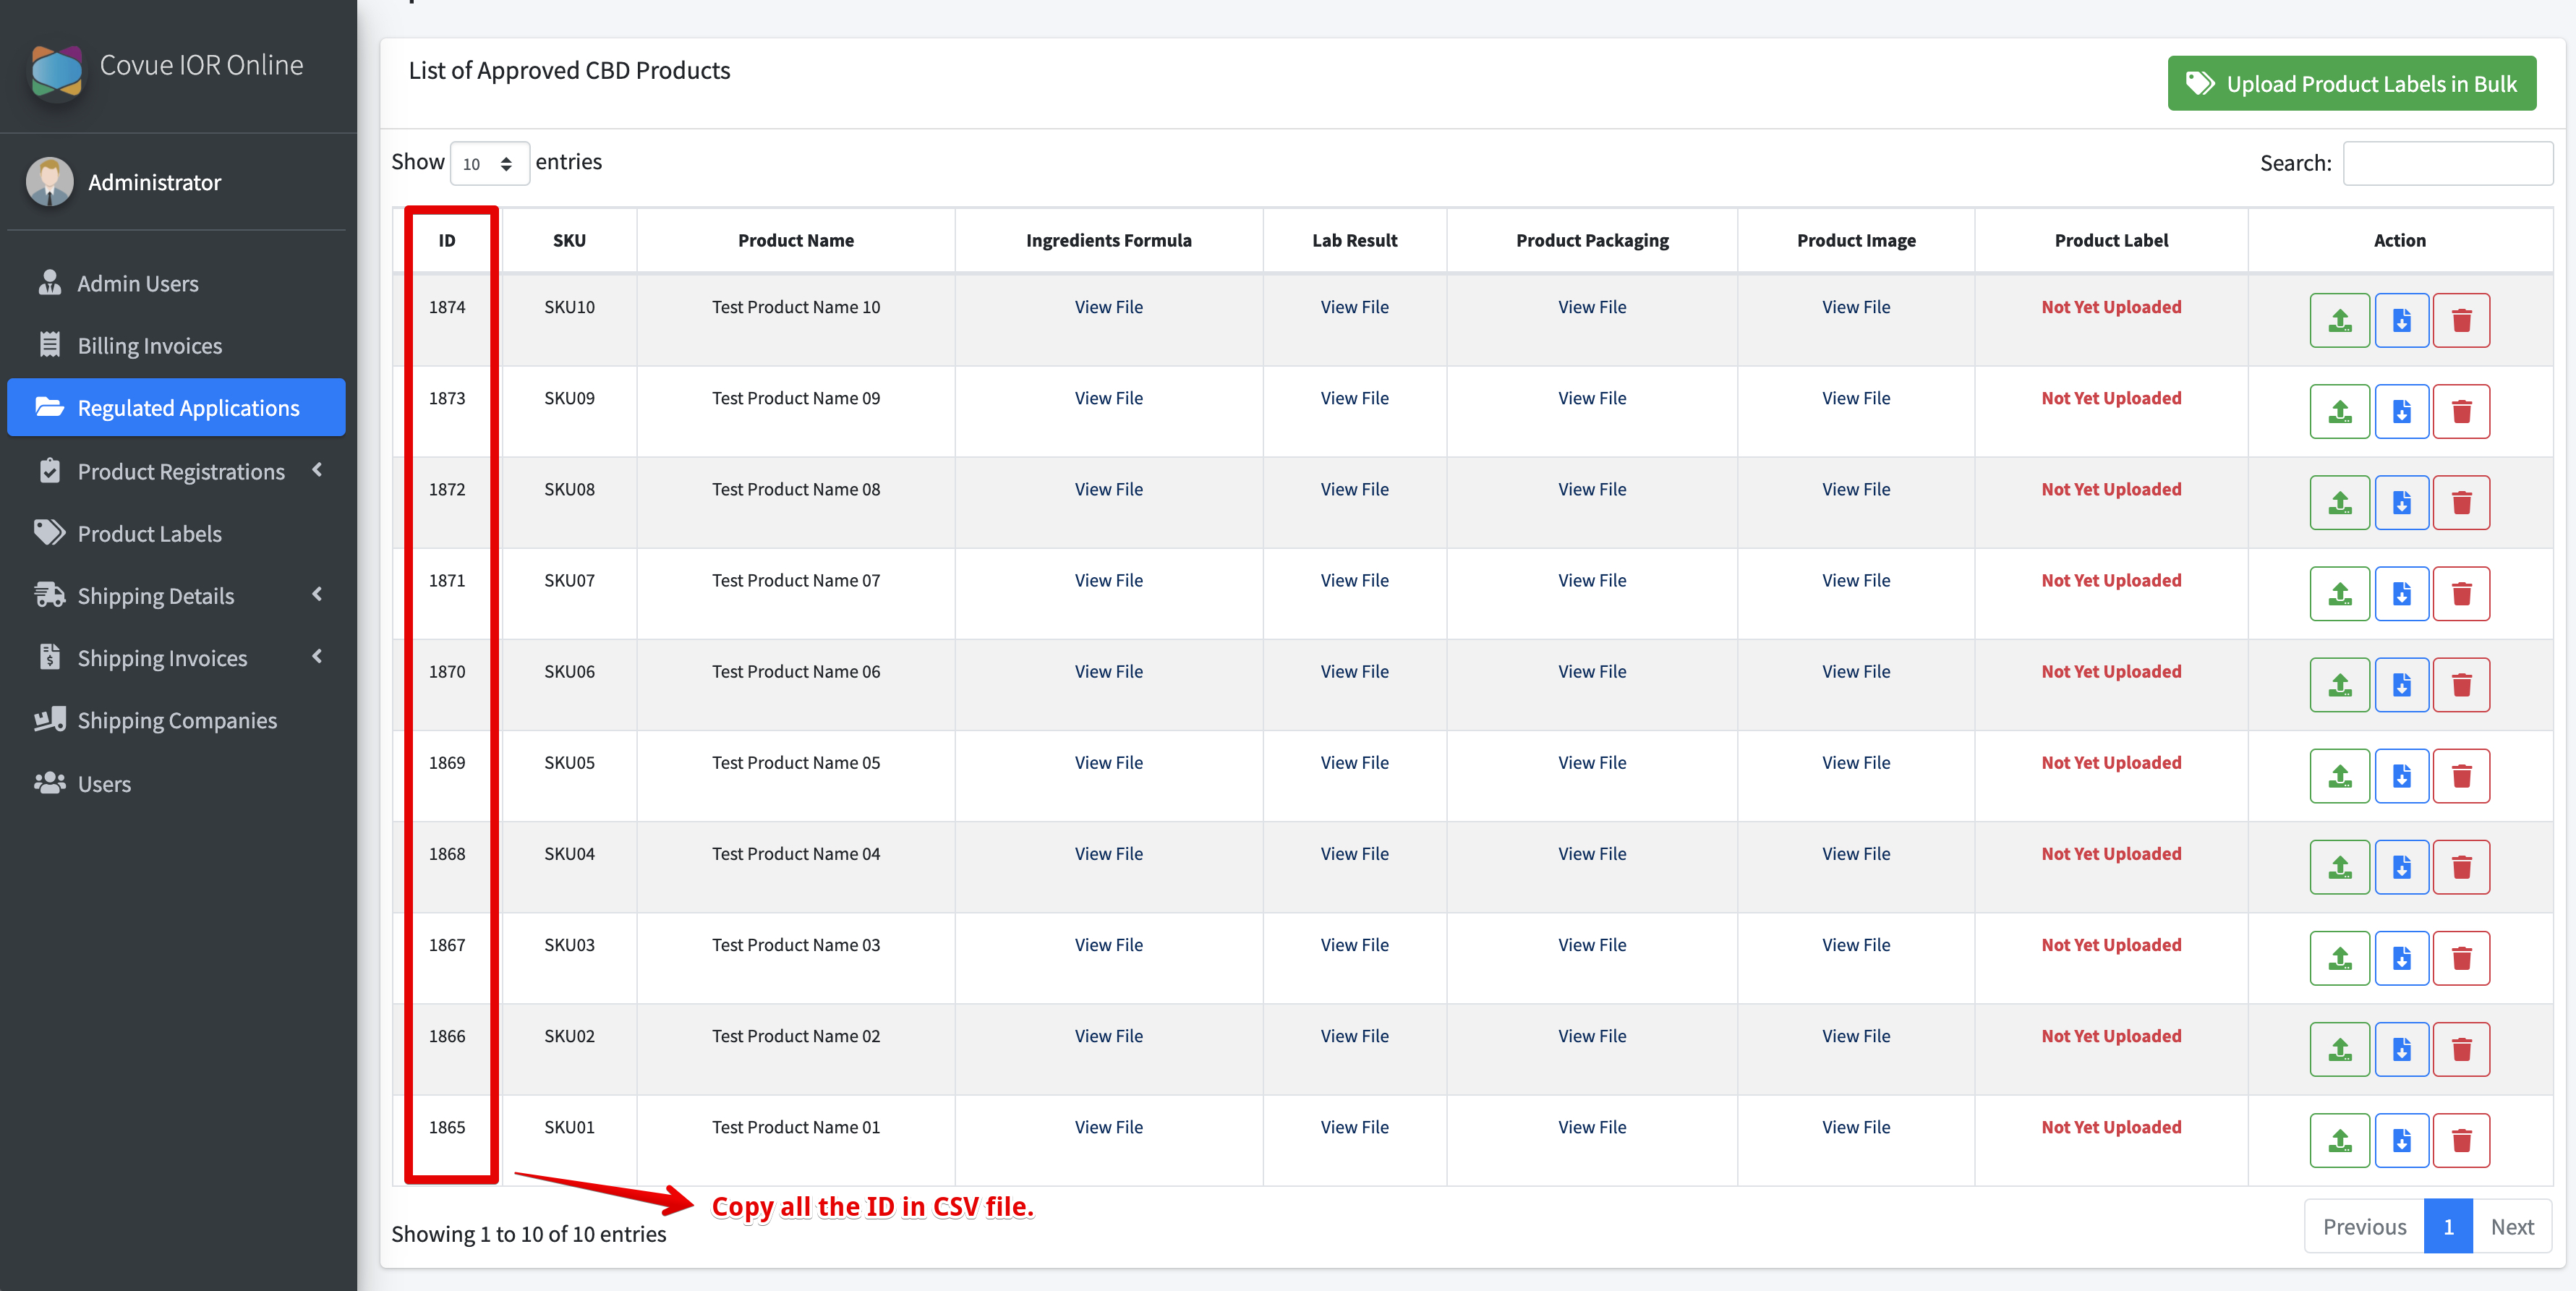 Covue IOR Online
Administrator
Admin Users
Billing Invoices
Regulated Applications
Product Registrations
Product Labels
Shipping Details
Shipping Invoices
Shipping Companies
Users
List of Approved CBD Products
Upload Product Labels in Bulk
Show 10 entries
Search:
ID SKU Product Name Ingredients Formula Lab Result Product Packaging Product Image Product Label Action
1874 SKU10 Test Product Name 10 View File View File View File View File Not Yet Uploaded
1873 SKU09 Test Product Name 09 View File View File View File View File Not Yet Uploaded
1872 SKU08 Test Product Name 08 View File View File View File View File Not Yet Uploaded
1871 SKU07 Test Product Name 07 View File View File View File View File Not Yet Uploaded
1870 SKU06 Test Product Name 06 View File View File View File View File Not Yet Uploaded
1869 SKU05 Test Product Name 05 View File View File View File View File Not Yet Uploaded
1868 SKU04 Test Product Name 04 View File View File View File View File Not Yet Uploaded
1867 SKU03 Test Product Name 03 View File View File View File View File Not Yet Uploaded
1866 SKU02 Test Product Name 02 View File View File View File View File Not Yet Uploaded
1865 SKU01 Test Product Name 01 View File View File View File View File Not Yet Uploaded
Copy all the ID in CSV file.
Showing 1 to 10 of 10 entries
Previous 1 Next